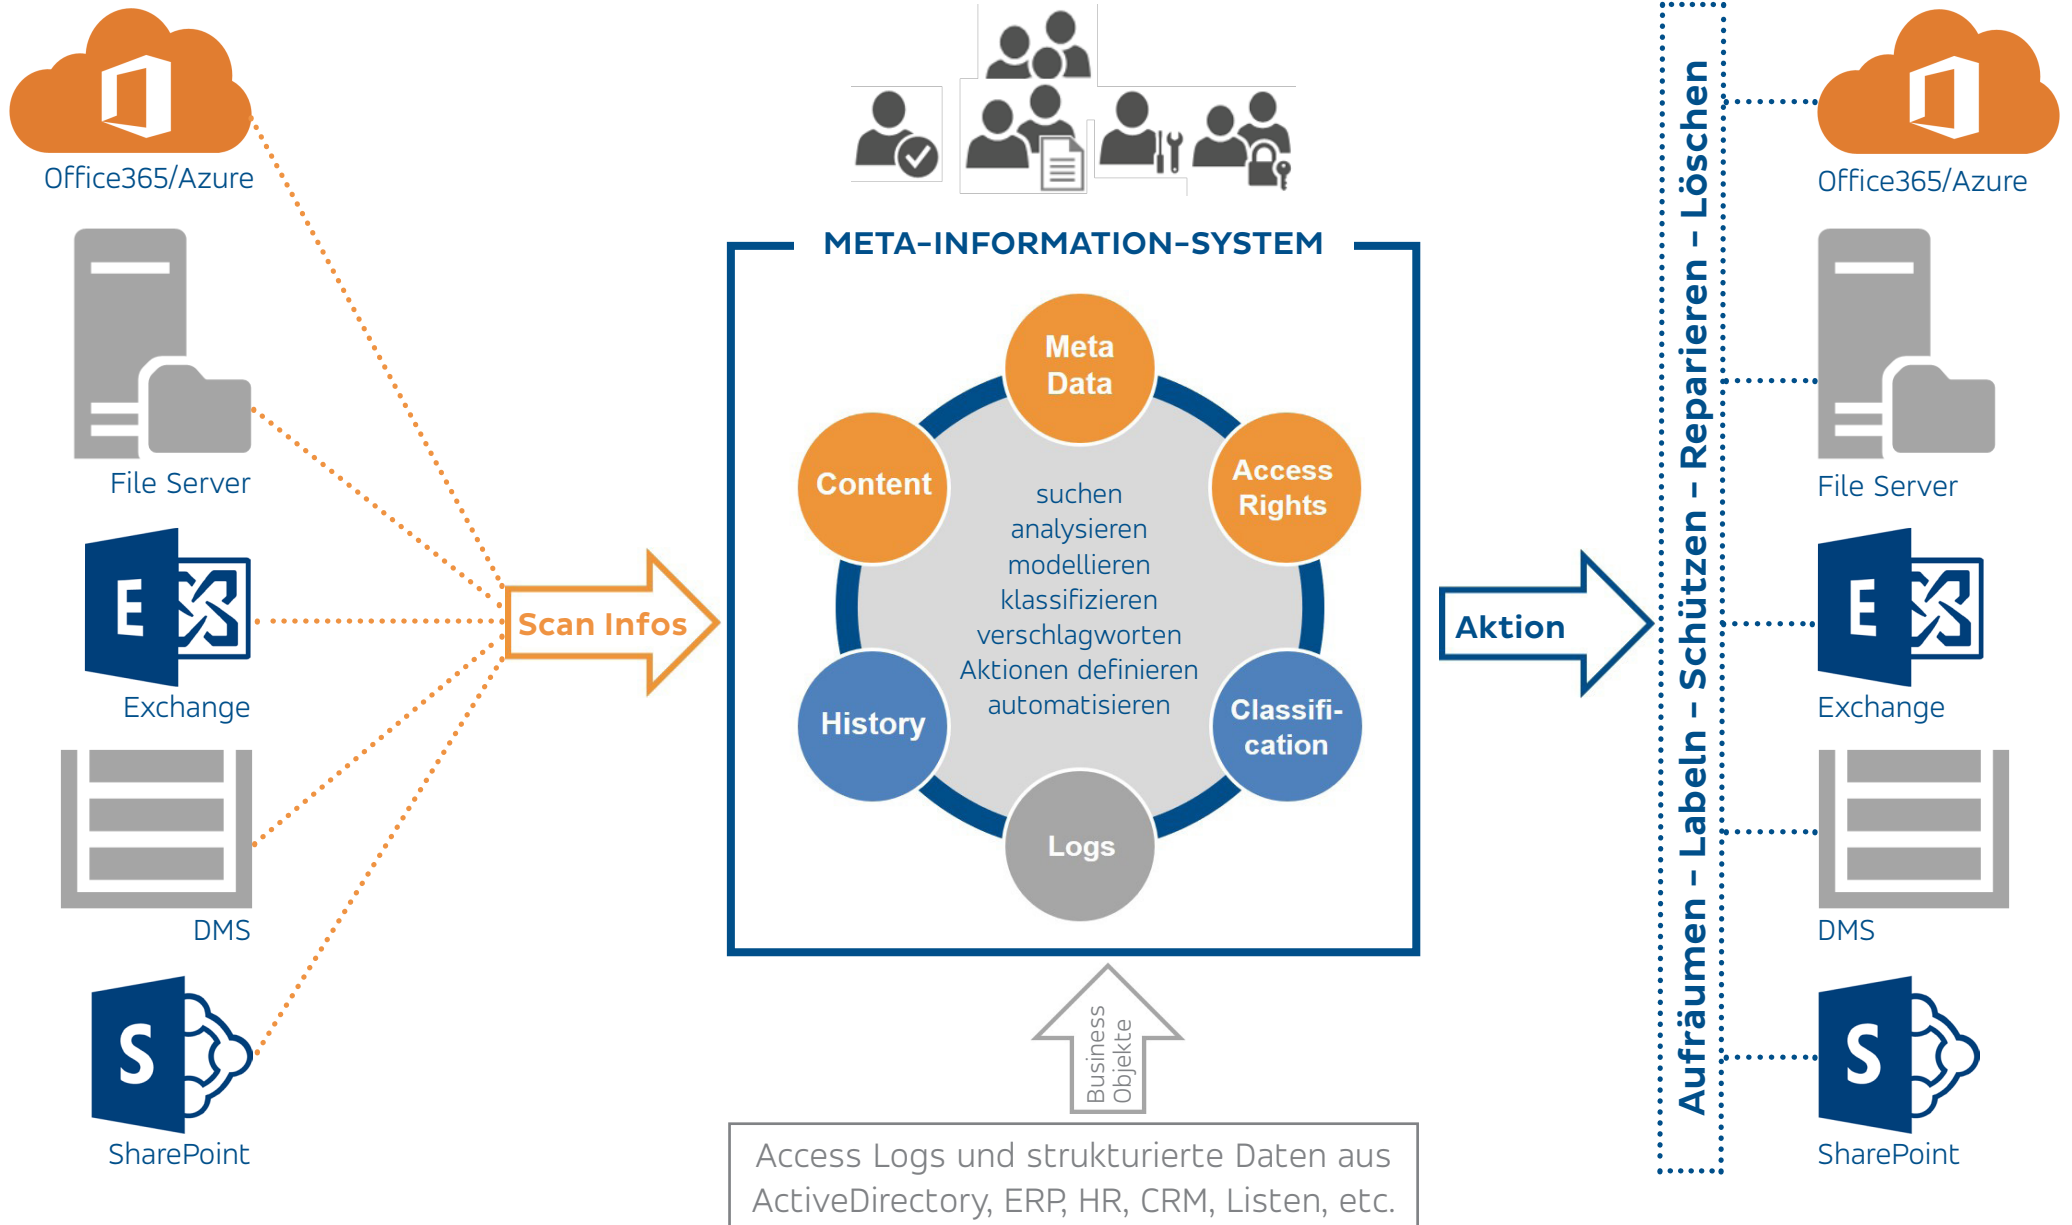 Office365/Azure
File Server
E
Exchange
DMS
S
SharePoint
Scan Infos
META-INFORMATION-SYSTEM
Meta
Data
Content
Access
Rights
suchen
analysieren
modellieren
klassifizieren
verschlagworten
Aktionen definieren
automatisieren
History
Classifi-
cation
Logs
Business
Objekte
Access Logs und strukturierte Daten aus
ActiveDirectory, ERP, HR, CRM, Listen, etc.
Aktion
Aufräumen – Labeln – Schützen – Reparieren – Löschen
Office365/Azure
File Server
E
Exchange
DMS
S
SharePoint